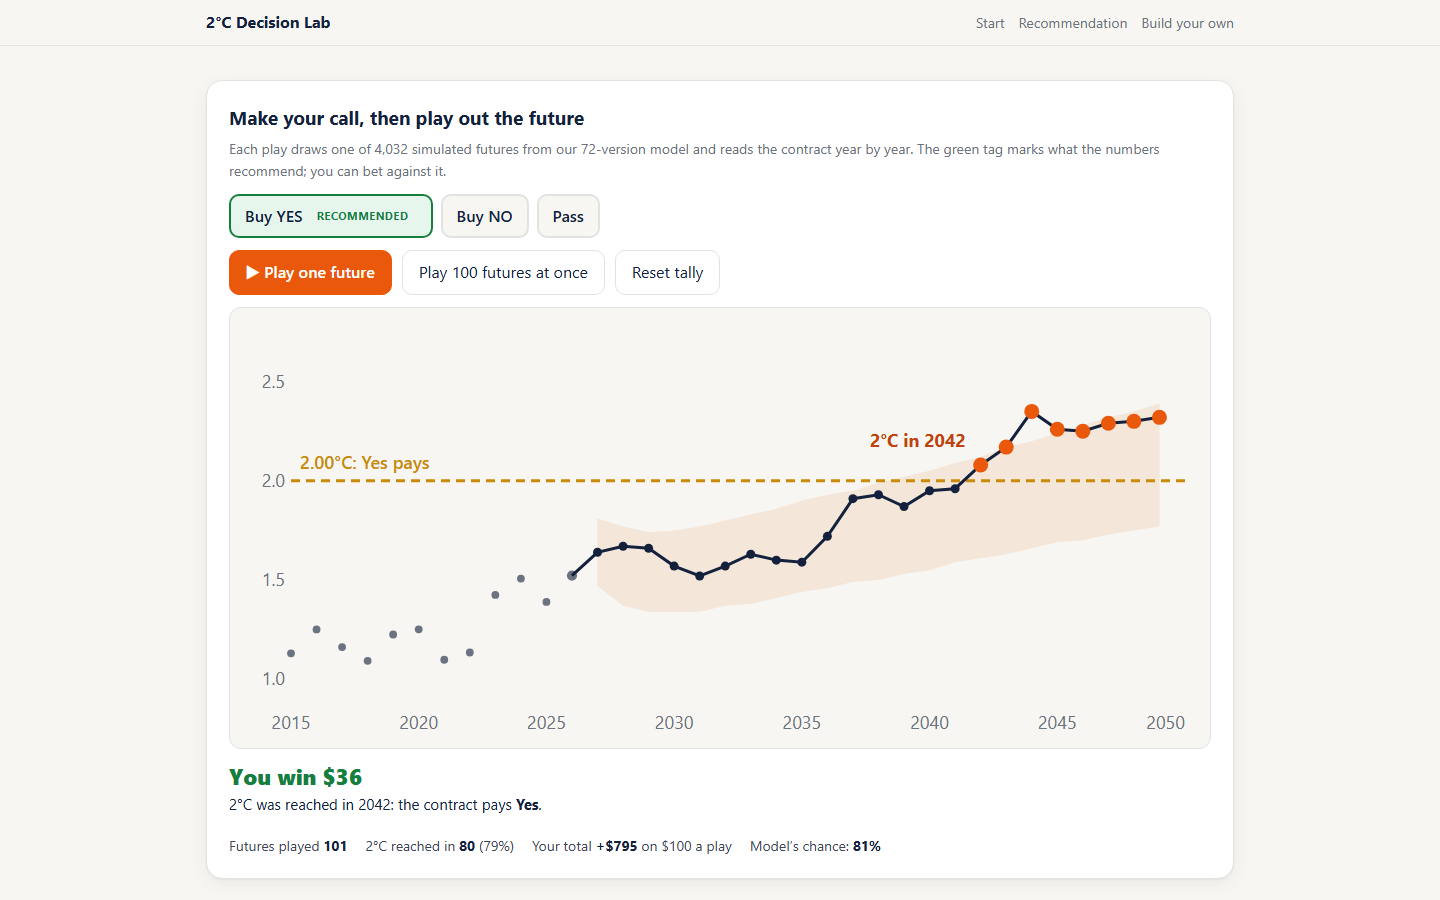 2°C Decision Lab
Start Recommendation Build your own
Make your call, then play out the future
Each play draws one of 4,032 simulated futures from our 72-version model and reads the contract year by year. The green tag marks what the numbers
recommend; you can bet against it.
Buy YES RECOMMENDED Buy NO Pass
▶ Play one future Play 100 futures at once Reset tally
2.5
2°C in 2042
2.00°C: Yes pays
2.0
1.5
1.0
2015 2020 2025 2030 2035 2040 2045 2050
You win $36
2°C was reached in 2042: the contract pays Yes.
Futures played 101 2°C reached in 80 (79%) Your total +$795 on $100 a play Model’s chance: 81%